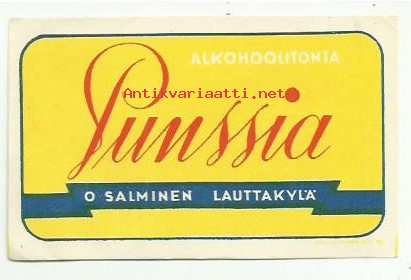 ALKOHOOLITONTA
Antikvariaatti.net
Punssia
O SALMINEN LAUTTAKYLÄ